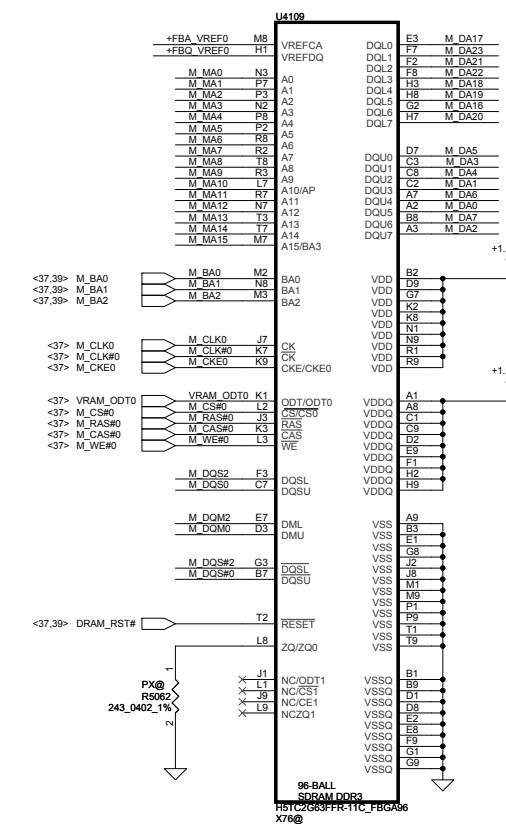 U4109
+FBA_VREF0 M8 VREFCA DQL0 E3 M_DA17
+FBQ_VREF0 H1 VREFDQ DQL1 F7 M_DA23
DQL2 F2 M_DA21
M_MA0 N3 A0 DQL3 F8 M_DA22
M_MA1 P7 A1 DQL4 H3 M_DA18
M_MA2 P3 A2 DQL5 H8 M_DA19
M_MA3 N2 A3 DQL6 G2 M_DA16
M_MA4 P8 A4 DQL7 H7 M_DA20
M_MA5 P2 A5
M_MA6 R8 A6
M_MA7 R2 A7 DQU0 D7 M_DA5
M_MA8 T8 A8 DQU1 C3 M_DA3
M_MA9 R3 A9 DQU2 C8 M_DA4
M_MA10 L7 A10/AP DQU3 C2 M_DA1
M_MA11 R7 A11 DQU4 A7 M_DA6
M_MA12 N7 A12 DQU5 A2 M_DA0
M_MA13 T3 A13 DQU6 B8 M_DA7
M_MA14 T7 A14 DQU7 A3 M_DA2
M_MA15 M7 A15/BA3
+1.
<37,39> M_BA0 M_BA0 M2 BA0 VDD B2
<37,39> M_BA1 M_BA1 N8 BA1 VDD D9
<37,39> M_BA2 M_BA2 M3 BA2 VDD G7
VDD K2
VDD K8
VDD N1
<37> M_CLK0 M_CLK0 J7 CK VDD N9
<37> M_CLK#0 M_CLK#0 K7 CK VDD R1
<37> M_CKE0 M_CKE0 K9 CKE/CKE0 VDD R9
+1.
<37> VRAM_ODT0 VRAM_ODT0 K1 ODT/ODT0 VDDQ A1
<37> M_CS#0 M_CS#0 L2 CS/CS0 VDDQ A8
<37> M_RAS#0 M_RAS#0 J3 RAS VDDQ C1
<37> M_CAS#0 M_CAS#0 K3 CAS VDDQ C9
<37> M_WE#0 M_WE#0 L3 WE VDDQ D2
VDDQ E9
VDDQ F1
M_DQS2 F3 DQSL VDDQ H2
M_DQS0 C7 DQSU VDDQ H9
M_DQM2 E7 DML VSS A9
M_DQM0 D3 DMU VSS B3
VSS E1
VSS G8
M_DQS#2 G3 DQSL VSS J2
M_DQS#0 B7 DQSU VSS J8
VSS M1
VSS M9
VSS P1
<37,39> DRAM_RST# T2 RESET VSS P9
VSS T1
L8 ZQ/ZQ0 VSS T9
1
J1 NC/ODT1 VSSQ B1
PX@ L1 NC/CS1 VSSQ B9
R5062 J9 NC/CE1 VSSQ D1
243_0402_1% L9 NCZQ1 VSSQ D8
2
VSSQ E2
VSSQ E8
VSSQ F9
VSSQ G1
VSSQ G9
96-BALL
SDRAM DDR3
H5TC2G63FFR-11C_FBGA96
X76@